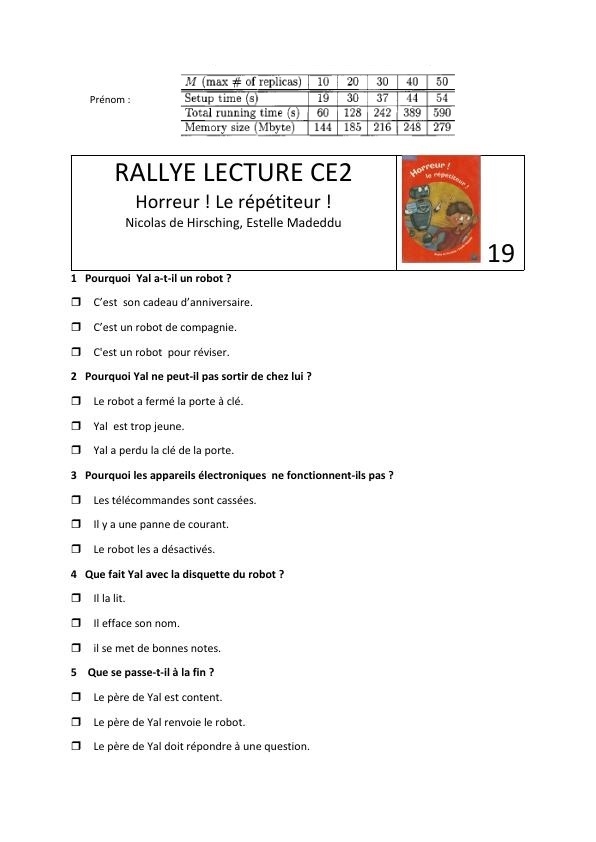 M (max # of replicas) 10 20 30 40 50
Setup time (s) 19 30 37 44 54
Total running time (s) 60 128 242 389 590
Memory size (Mbyte) 144 185 216 248 279
Prénom :
RALLYE LECTURE CE2
Horreur ! Le répétiteur !
Nicolas de Hirsching, Estelle Madeddu
Horreur !
le répétiteur !
19
1 Pourquoi Yal a-t-il un robot ?
❒ C’est son cadeau d’anniversaire.
❒ C’est un robot de compagnie.
❒ C'est un robot pour réviser.
2 Pourquoi Yal ne peut-il pas sortir de chez lui ?
❒ Le robot a fermé la porte à clé.
❒ Yal est trop jeune.
❒ Yal a perdu la clé de la porte.
3 Pourquoi les appareils électroniques ne fonctionnent-ils pas ?
❒ Les télécommandes sont cassées.
❒ Il y a une panne de courant.
❒ Le robot les a désactivés.
4 Que fait Yal avec la disquette du robot ?
❒ Il la lit.
❒ Il efface son nom.
❒ il se met de bonnes notes.
5 Que se passe-t-il à la fin ?
❒ Le père de Yal est content.
❒ Le père de Yal renvoie le robot.
❒ Le père de Yal doit répondre à une question.